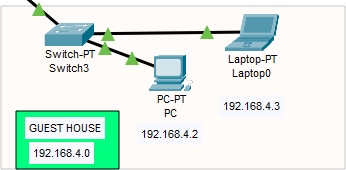 Switch-PT
Switch3
Laptop-PT
Laptop0
PC-PT
PC
192.168.4.3
192.168.4.2
GUEST HOUSE
192.168.4.0